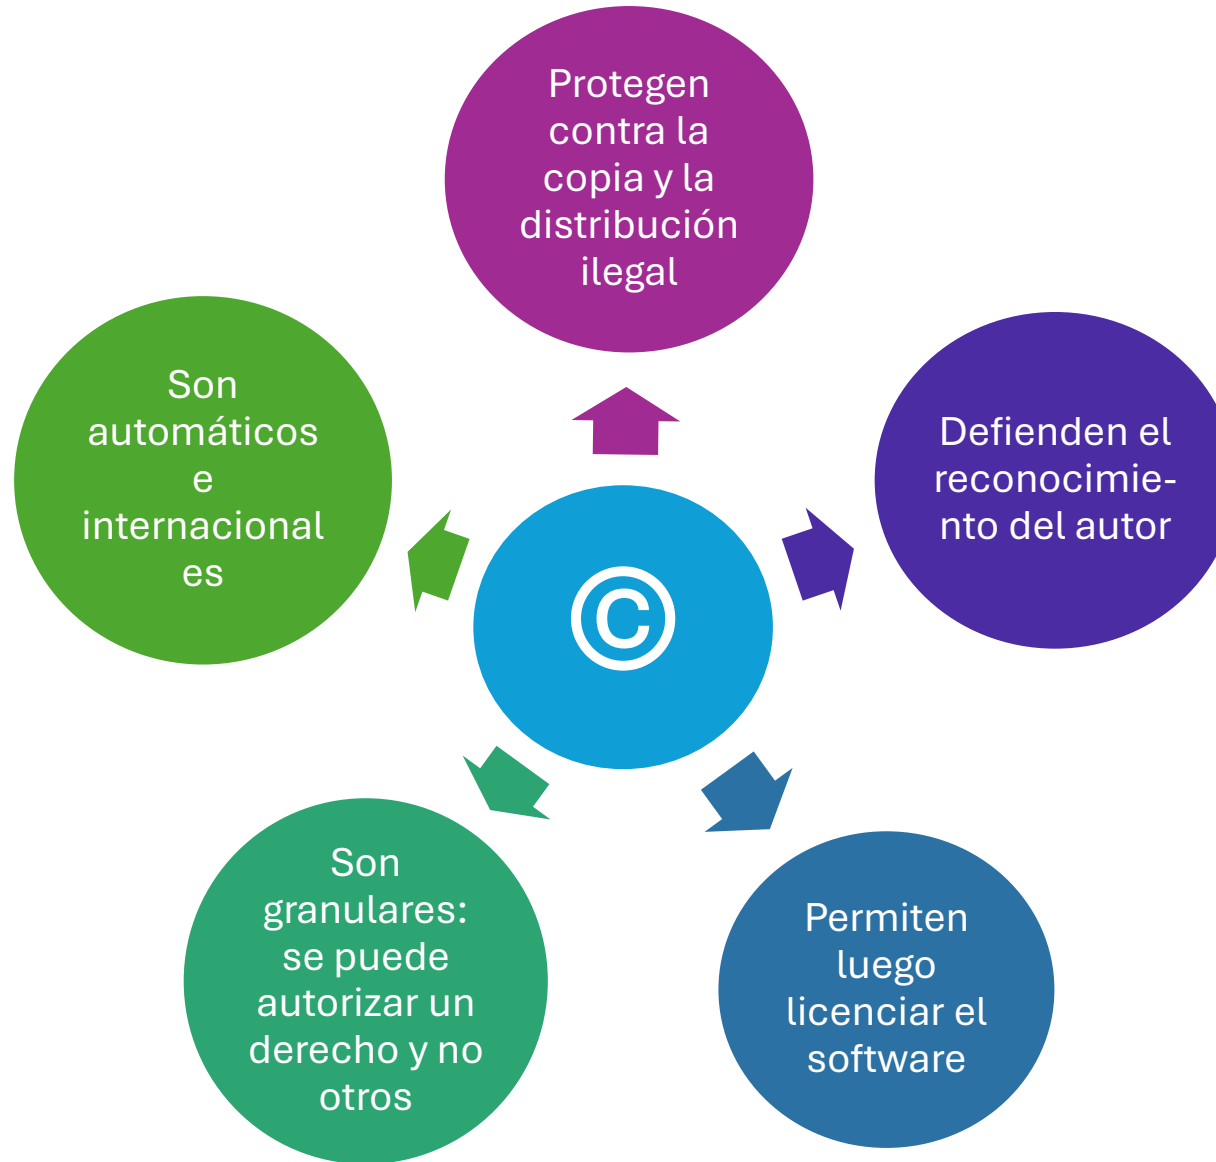 Protegen
contra la
copia y la
distribución
ilegal
Defienden el
reconocimie-
nto del autor
Permiten
luego
licenciar el
software
Son
granulares:
se puede
autorizar un
derecho y no
otros
Son
automáticos
e
internacional
es
©